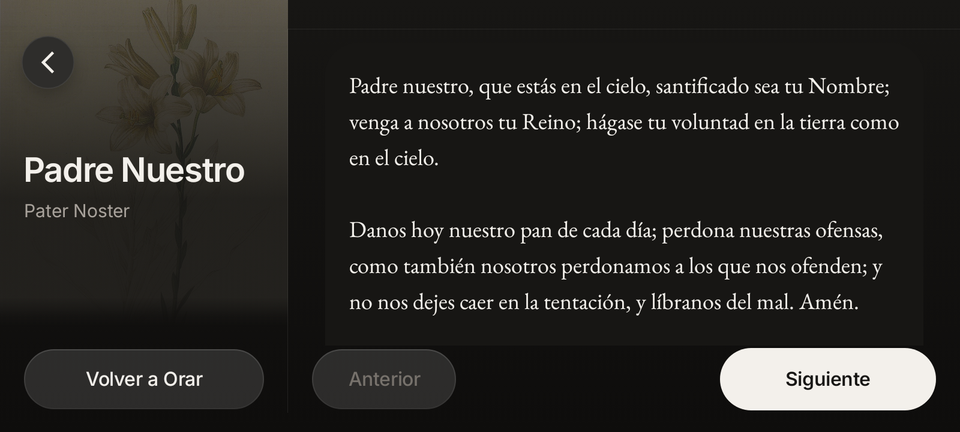 Padre Nuestro
Pater Noster
Volver a Orar
Padre nuestro, que estás en el cielo, santificado sea tu Nombre;
venga a nosotros tu Reino; hágase tu voluntad en la tierra como
en el cielo.
Danos hoy nuestro pan de cada día; perdona nuestras ofensas,
como también nosotros perdonamos a los que nos ofenden; y
no nos dejes caer en la tentación, y líbranos del mal. Amén.
Anterior
Siguiente